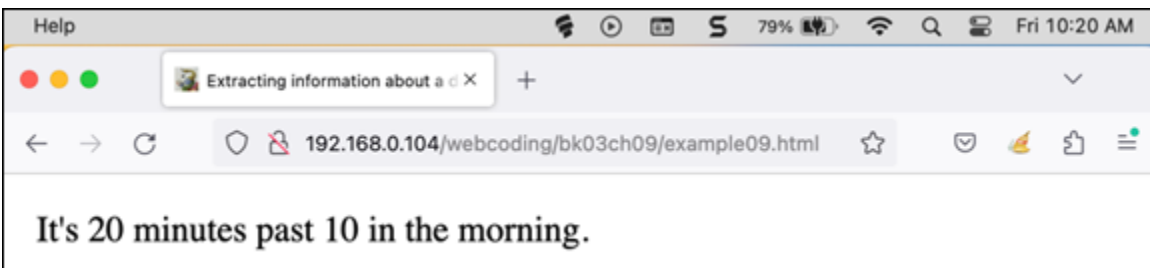 Help 79% Fri 10:20 AM
Extracting information about a d
192.168.0.104/webcoding/bk03ch09/example09.html
It's 20 minutes past 10 in the morning.